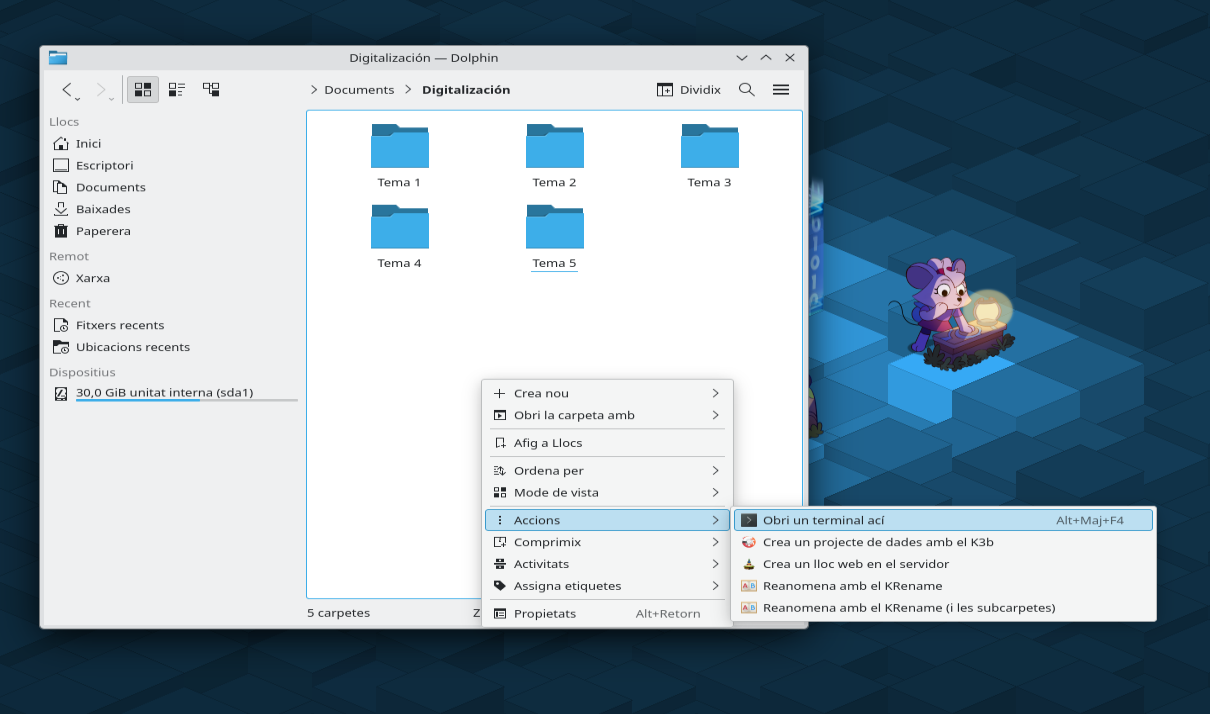 Digitalización — Dolphin
Documents
Digitalización
Dividix
Llocs
Inici
Escriptori
Documents
Baixades
Paperera
Remot
Xarxa
Recent
Fitxers recents
Ubicacions recents
Dispositius
30,0 GiB unitat interna (sda1)
Tema 1
Tema 2
Tema 3
Tema 4
Tema 5
5 carpetes
Z
Crea nou
Obri la carpeta amb
Afig a Llocs
Ordena per
Mode de vista
Accions
Comprimix
Activitats
Assigna etiquetes
Propietats Alt+Retorn
Obri un terminal ací Alt+Maj+F4
Crea un projecte de dades amb el K3b
Crea un lloc web en el servidor
Reanomena amb el KRename
Reanomena amb el KRename (i les subcarpetes)